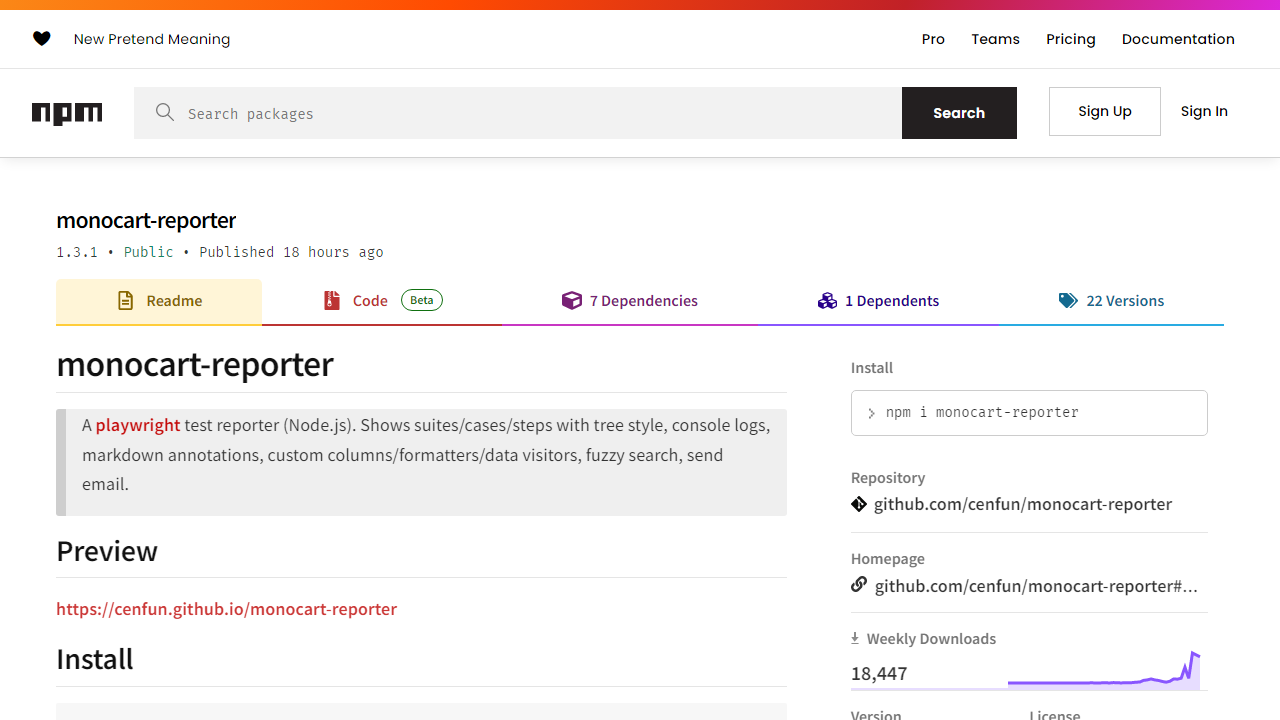 New Pretend Meaning
Pro
Teams
Pricing
Documentation
npm
Search packages
Search
Sign Up
Sign In
monocart-reporter
1.3.1 • Public • Published 18 hours ago
Readme
Code Beta
7 Dependencies
1 Dependents
22 Versions
monocart-reporter
A playwright test reporter (Node.js). Shows suites/cases/steps with tree style, console logs,
markdown annotations, custom columns/formatters/data visitors, fuzzy search, send
email.
Preview
https://cenfun.github.io/monocart-reporter
Install
Install
npm i monocart-reporter
Repository
github.com/cenfun/monocart-reporter
Homepage
github.com/cenfun/monocart-reporter#...
Weekly Downloads
18,447
Version
License